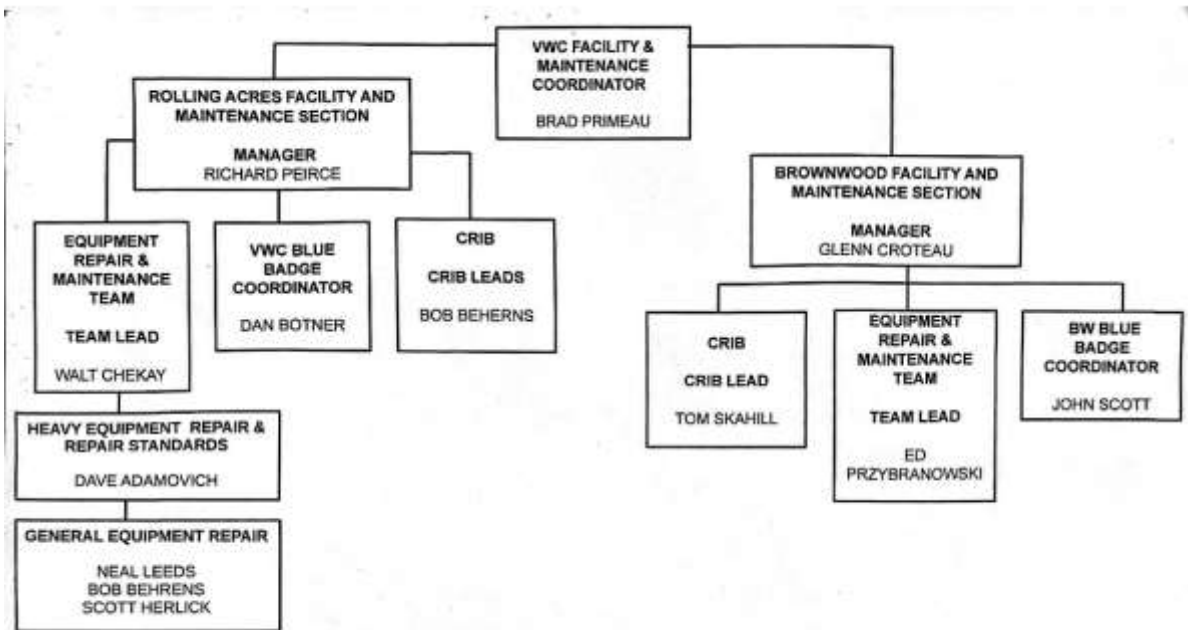 VWC FACILITY &
MAINTENANCE
COORDINATOR
BRAD PRIMEAU
ROLLING ACRES FACILITY AND
MAINTENANCE SECTION
MANAGER
RICHARD PEIRCE
EQUIPMENT
REPAIR &
MAINTENANCE
TEAM
TEAM LEAD
WALT CHEKAY
VWC BLUE
BADGE
COORDINATOR
DAN BOTNER
CRIB
CRIB LEADS
BOB BEHERNS
HEAVY EQUIPMENT REPAIR &
REPAIR STANDARDS
DAVE ADAMOVICH
GENERAL EQUIPMENT REPAIR
NEAL LEEDS
BOB BEHRENS
SCOTT HERLICK
BROWNWOOD FACILITY AND
MAINTENANCE SECTION
MANAGER
GLENN CROTEAU
CRIB
CRIB LEAD
TOM SKAHILL
EQUIPMENT
REPAIR &
MAINTENANCE
TEAM
TEAM LEAD
ED
PRZYBRANOWSKI
BW BLUE
BADGE
COORDINATOR
JOHN SCOTT